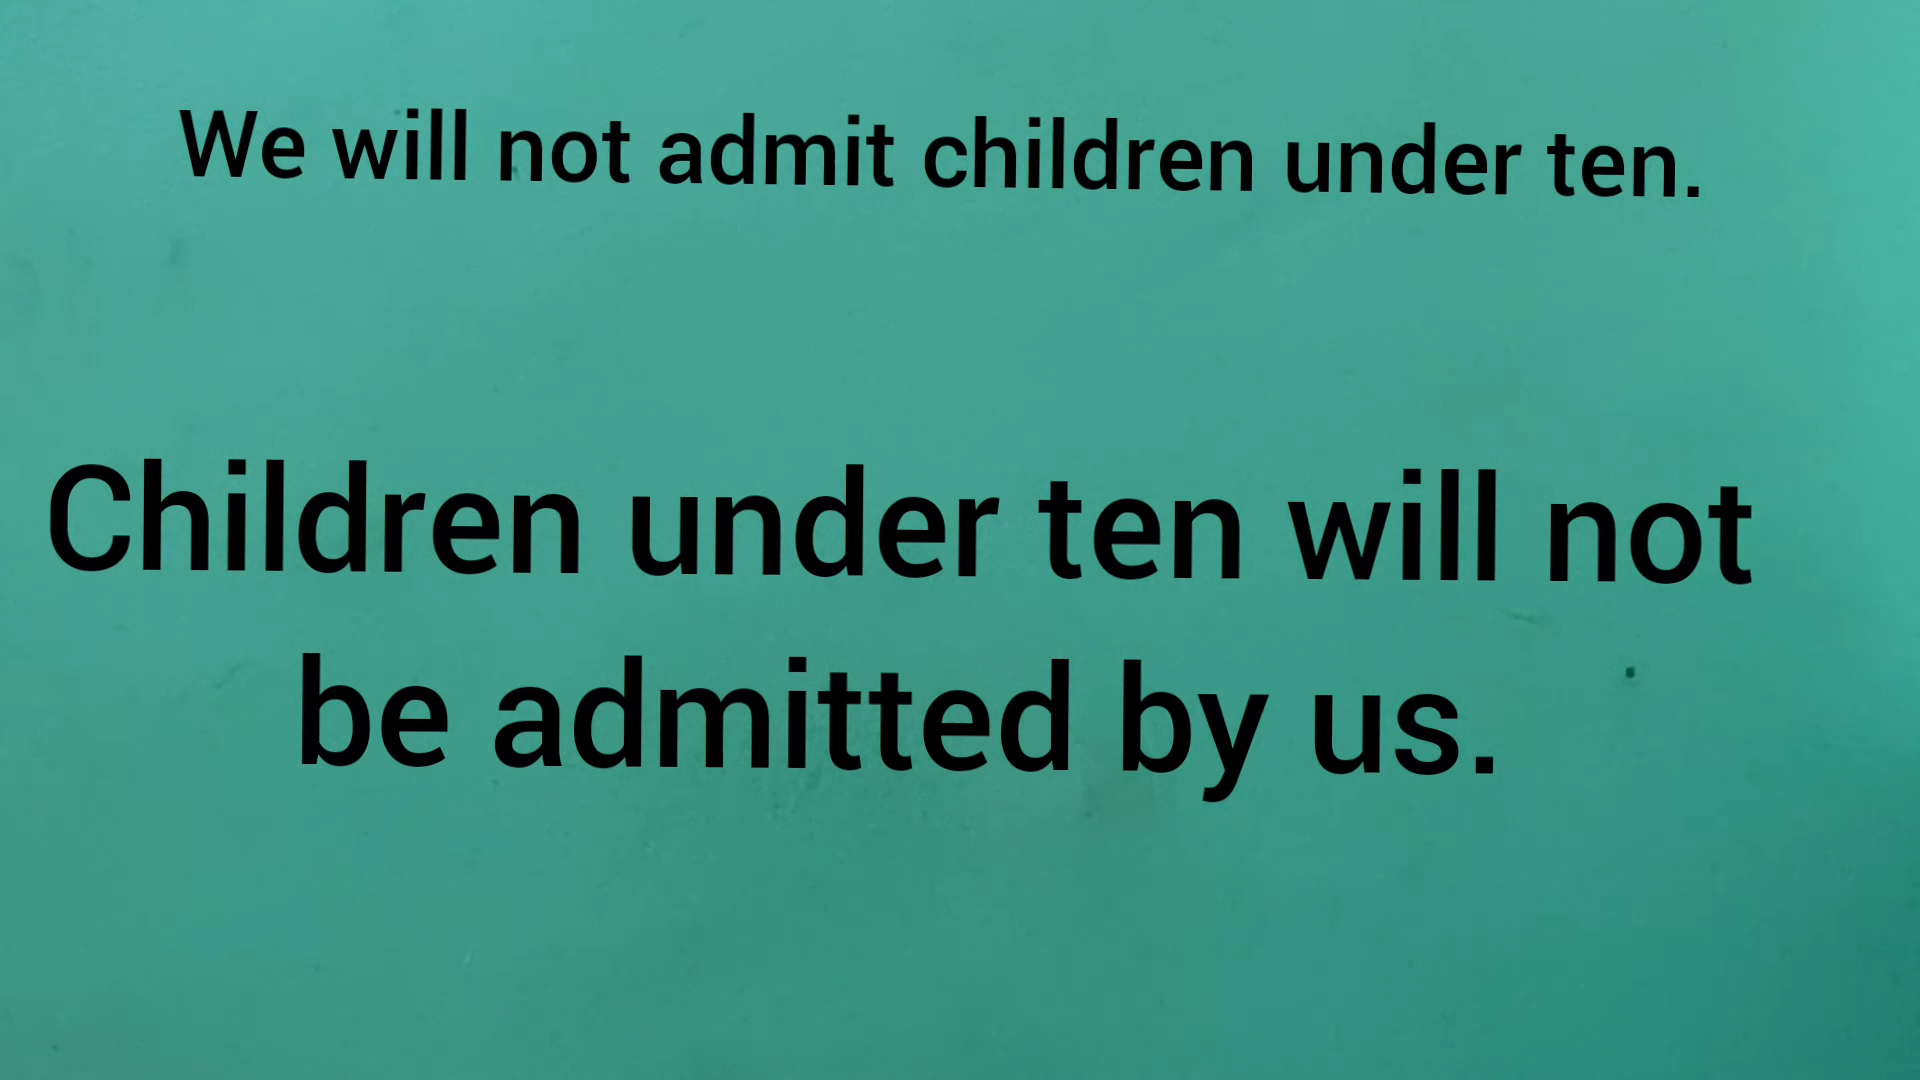 We will not admit children under ten.
Children under ten will not
be admitted by us.